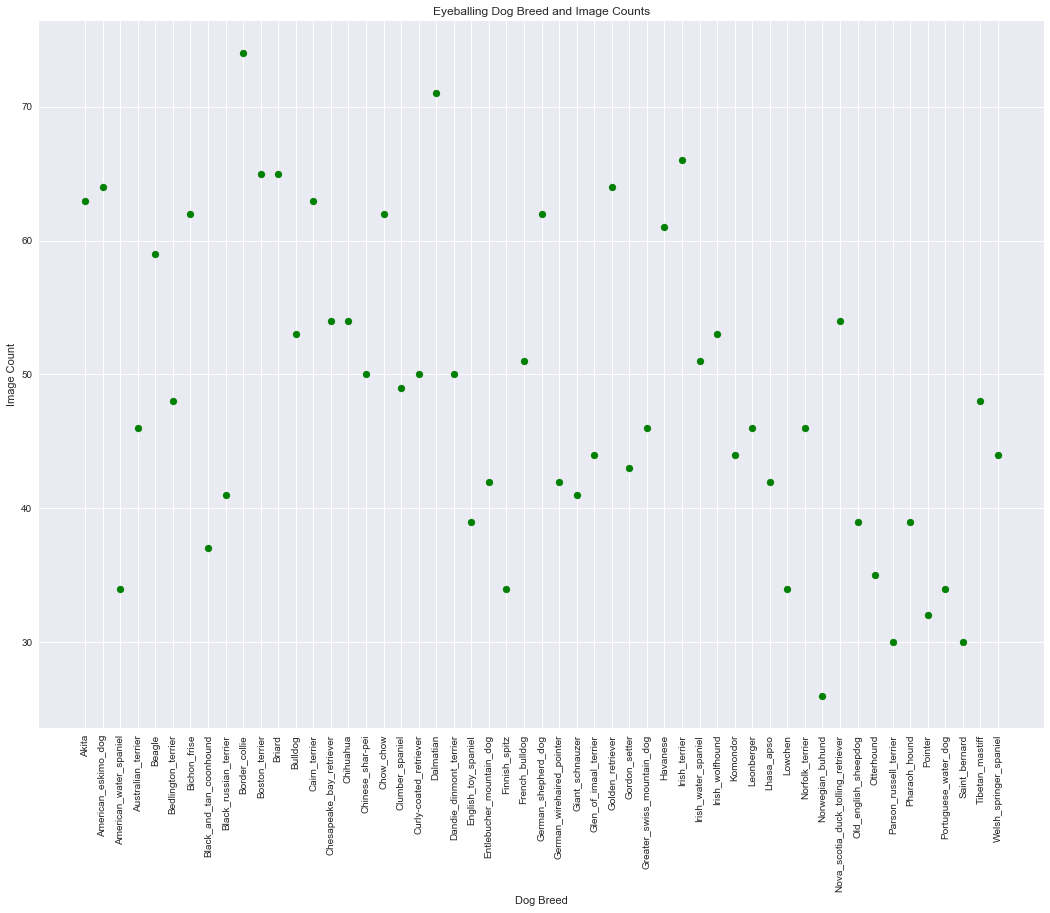 Eyeballing Dog Breed and Image Counts
Image Count
70
60
50
40
30
Akita
American_eskimo_dog
American_water_spaniel
Australian_terrier
Beagle
Bedlington_terrier
Bichon_frise
Black_and_tan_coonhound
Black_russian_terrier
Border_collie
Boston_terrier
Briard
Bulldog
Cairn_terrier
Chesapeake_bay_retriever
Chihuahua
Chinese_shar-pei
Chow_chow
Clumber_spaniel
Curly-coated_retriever
Dalmatian
Dandie_dinmont_terrier
English_toy_spaniel
Entlebucher_mountain_dog
Finnish_spitz
French_bulldog
German_shepherd_dog
German_wirehaired_pointer
Giant_schnauzer
Glen_of_imaal_terrier
Golden_retriever
Gordon_setter
Greater_swiss_mountain_dog
Havanese
Irish_terrier
Irish_water_spaniel
Irish_wolfhound
Komondor
Leonberger
Lhasa_apso
Lowchen
Norfolk_terrier
Norwegian_buhund
Nova_scotia_duck_tolling_retriever
Old_english_sheepdog
Otterhound
Parson_russell_terrier
Pharaoh_hound
Pointer
Portuguese_water_dog
Saint_bernard
Tibetan_mastiff
Welsh_springer_spaniel
Dog Breed